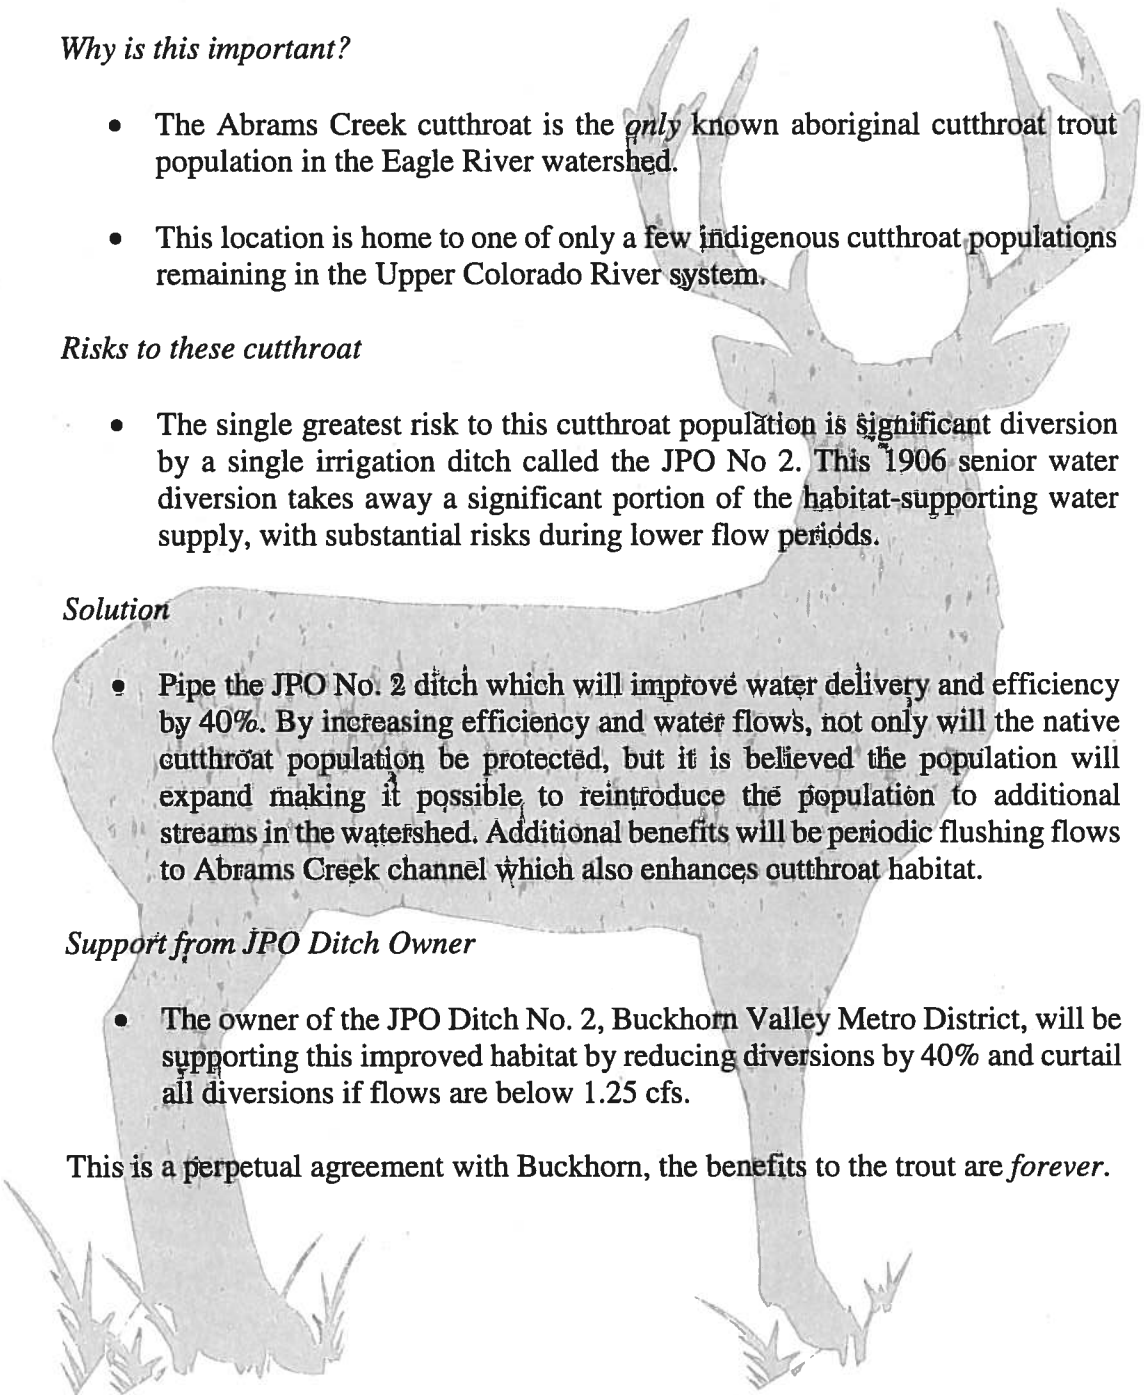 Why is this important?
• The Abrams Creek cutthroat is the only known aboriginal cutthroat trout
population in the Eagle River watershed.
• This location is home to one of only a few indigenous cutthroat populations
remaining in the Upper Colorado River system.
Risks to these cutthroat
• The single greatest risk to this cutthroat population is significant diversion
by a single irrigation ditch called the JPO No 2. This 1906 senior water
diversion takes away a significant portion of the habitat-supporting water
supply, with substantial risks during lower flow periods.
Solution
• Pipe the JPO No. 2 ditch which will improve water delivery and efficiency
by 40%. By increasing efficiency and water flows, not only will the native
cutthroat population be protected, but it is believed the population will
expand making it possible to reintroduce the population to additional
streams in the watershed. Additional benefits will be periodic flushing flows
to Abrams Creek channel which also enhances cutthroat habitat.
Support from JPO Ditch Owner
• The owner of the JPO Ditch No. 2, Buckhorn Valley Metro District, will be
supporting this improved habitat by reducing diversions by 40% and curtail
all diversions if flows are below 1.25 cfs.
This is a perpetual agreement with Buckhorn, the benefits to the trout are forever.